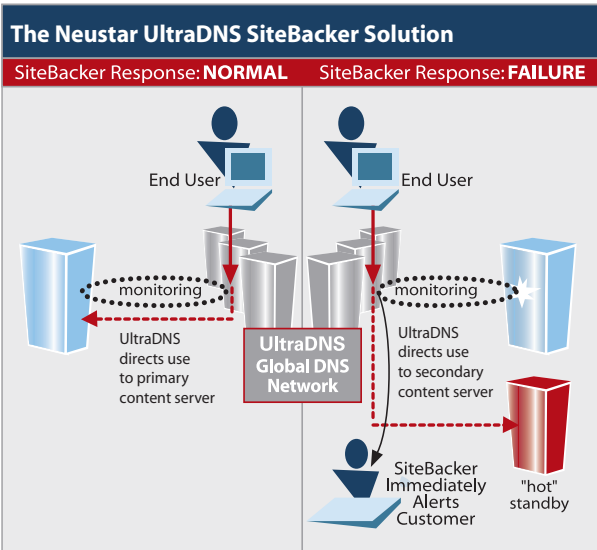 The Neustar UltraDNS SiteBacker Solution
SiteBacker Response: NORMAL
SiteBacker Response: FAILURE
End User
End User
monitoring
monitoring
UltraDNS
directs use
to primary
content server
UltraDNS
Global DNS
Network
UltraDNS
directs use
to secondary
content server
SiteBacker
Immediately
Alerts
Customer
"hot"
standby